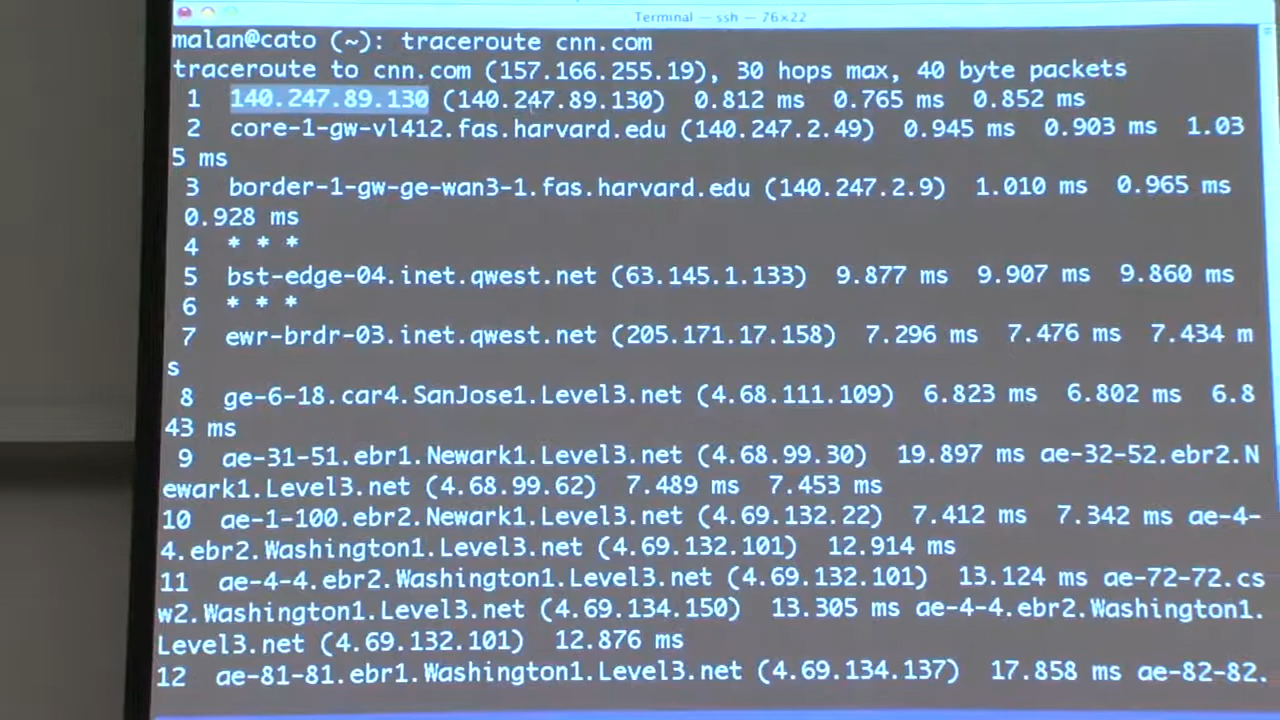 Terminal — ssh — 76×22
malan@cato (~): traceroute cnn.com
traceroute to cnn.com (157.166.255.19), 30 hops max, 40 byte packets
1 140.247.89.130 (140.247.89.130) 0.812 ms 0.765 ms 0.852 ms
2 core-1-gw-vl412.fas.harvard.edu (140.247.2.49) 0.945 ms 0.903 ms 1.03
5 ms
3 border-1-gw-ge-wan3-1.fas.harvard.edu (140.247.2.9) 1.010 ms 0.965 ms
0.928 ms
4 * * *
5 bst-edge-04.inet.qwest.net (63.145.1.133) 9.877 ms 9.907 ms 9.860 ms
6 * * *
7 ewr-brdr-03.inet.qwest.net (205.171.17.158) 7.296 ms 7.476 ms 7.434 m
s
8 ge-6-18.car4.SanJose1.Level3.net (4.68.111.109) 6.823 ms 6.802 ms 6.8
43 ms
9 ae-31-51.ebr1.Newark1.Level3.net (4.68.99.30) 19.897 ms ae-32-52.ebr2.N
ewark1.Level3.net (4.68.99.62) 7.489 ms 7.453 ms
10 ae-1-100.ebr2.Newark1.Level3.net (4.69.132.22) 7.412 ms 7.342 ms ae-4-
4.ebr2.Washington1.Level3.net (4.69.132.101) 12.914 ms
11 ae-4-4.ebr2.Washington1.Level3.net (4.69.132.101) 13.124 ms ae-72-72.cs
w2.Washington1.Level3.net (4.69.134.150) 13.305 ms ae-4-4.ebr2.Washington1.
Level3.net (4.69.132.101) 12.876 ms
12 ae-81-81.ebr1.Washington1.Level3.net (4.69.134.137) 17.858 ms ae-82-82.